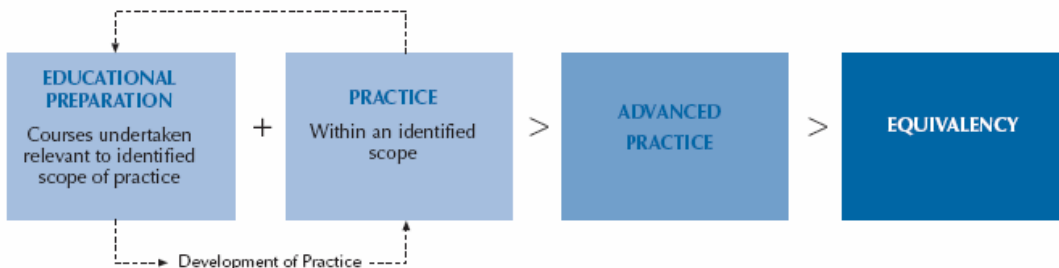 EDUCATIONAL
PREPARATION
Courses undertaken
relevant to identified
scope of practice
+
PRACTICE
Within an identified
scope
>
ADVANCED
PRACTICE
>
EQUIVALENCY
Development of Practice